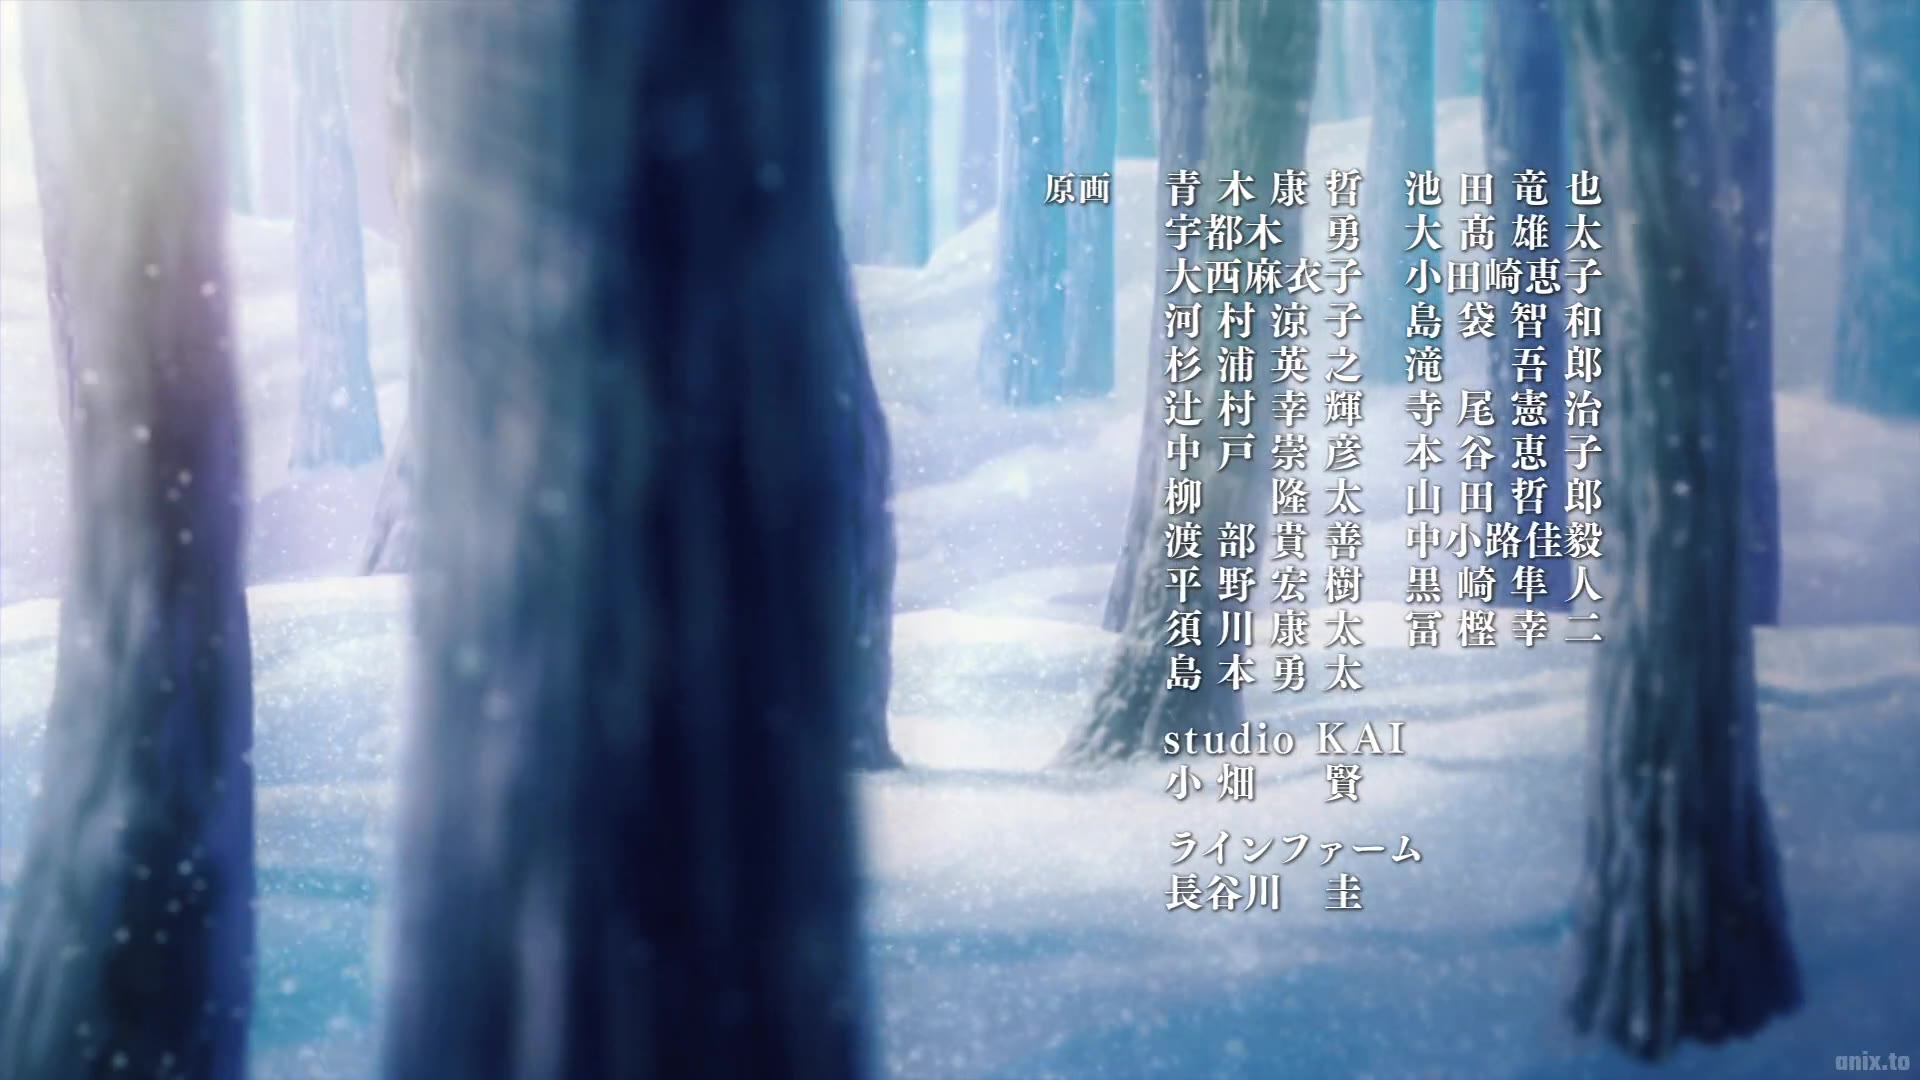 原画 青木康哲 池田竜也
宇都木 勇 大髙雄太
大西麻衣子 小田崎恵子
河村涼子 島袋智和
杉浦英之 滝 吾郎
辻村幸輝 寺尾憲治
中戸崇彦 本谷恵子
柳 隆太 山田哲郎
渡部貴善 中小路佳毅
平野宏樹 黒崎隼人
須川康太 冨樫幸二
島本勇太
studio KAI
小畑 賢
ラインファーム
長谷川 圭
anix.to